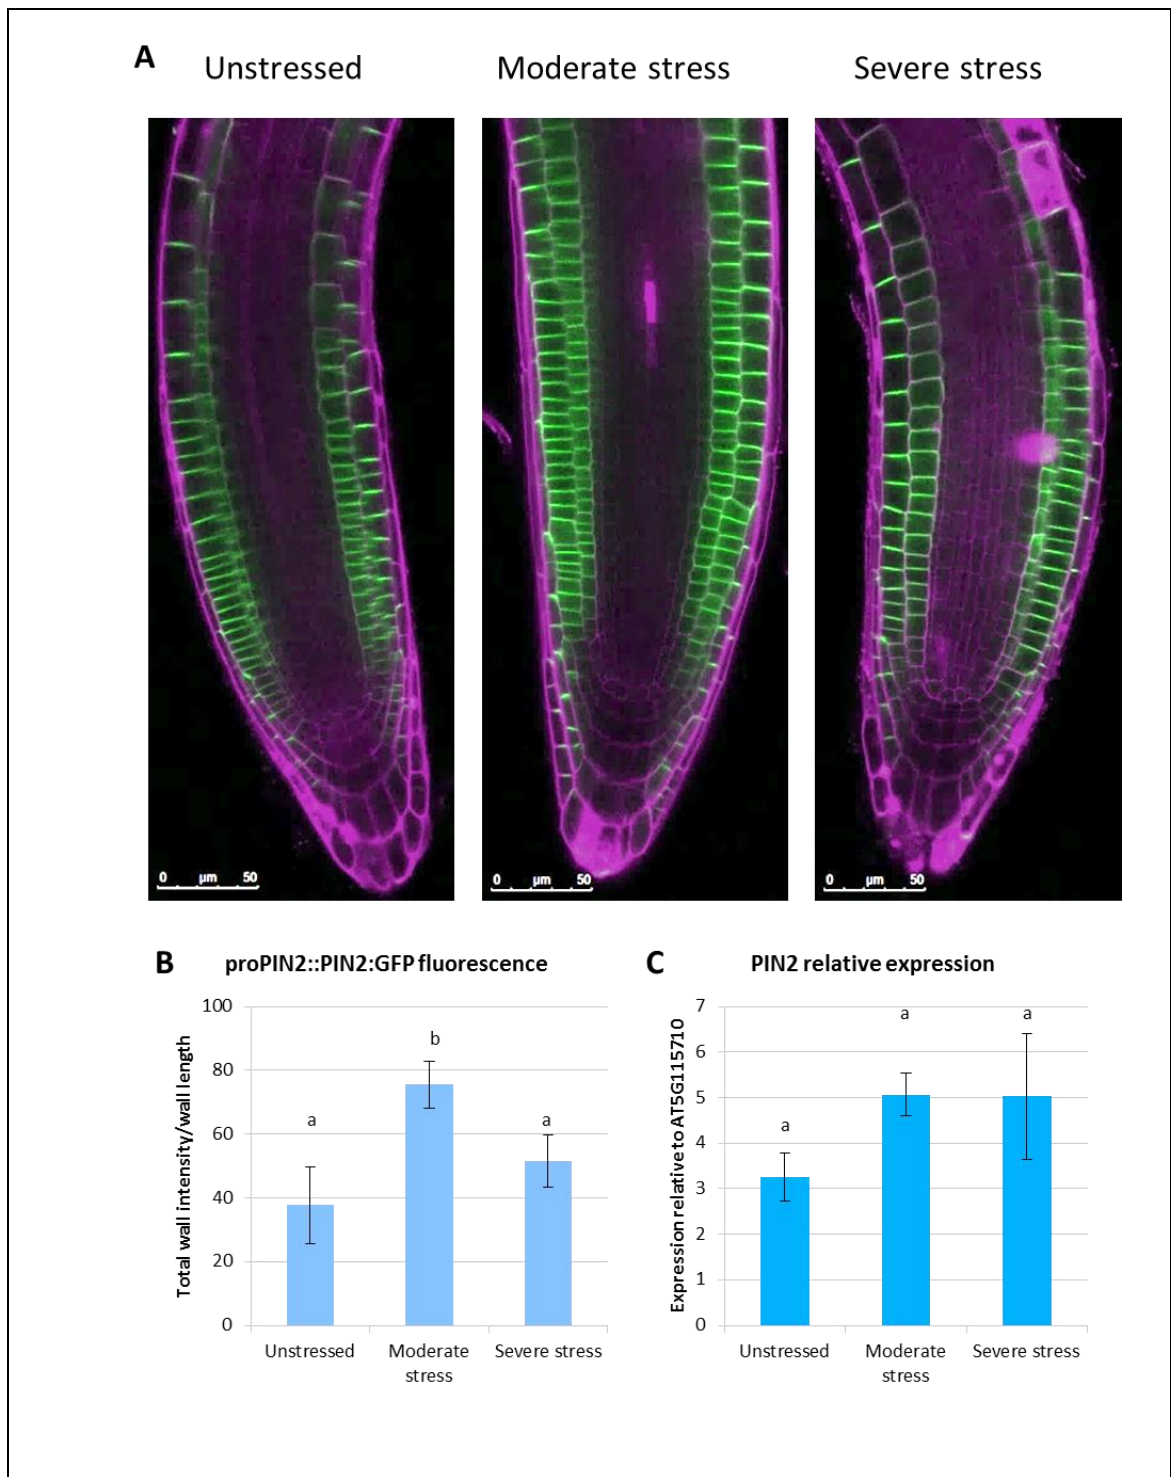 A
Unstressed
Moderate stress
Severe stress
0 µm 50
0 µm 50
0 µm 50
B
proPIN2::PIN2:GFP fluorescence
Total wall intensity/wall length
100
80
60
40
20
0
a
b
a
Unstressed
Moderate
stress
Severe stress
C
PIN2 relative expression
Expression relative to AT5G115710
7
6
5
4
3
2
1
0
a
a
a
Unstressed
Moderate
stress
Severe stress